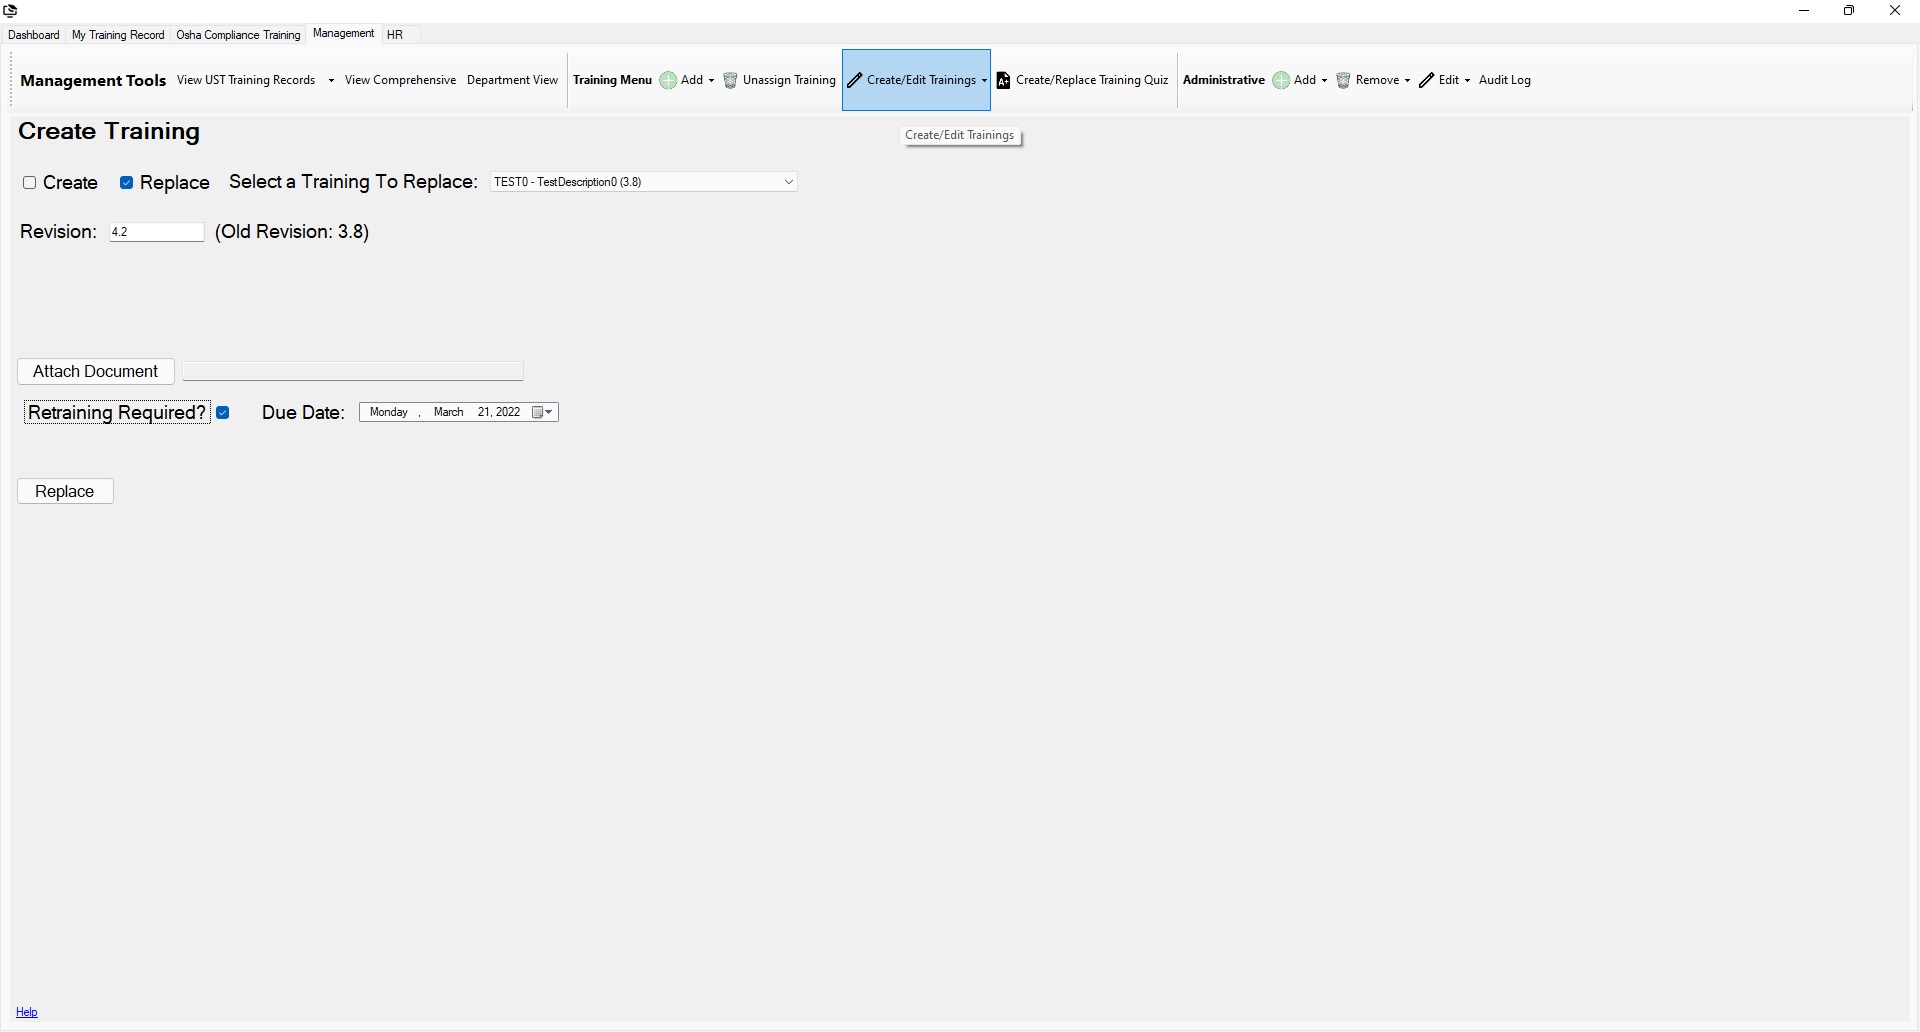 Dashboard My Training Record Osha Compliance Training Management HR
Management Tools View UST Training Records View Comprehensive Department View Training Menu Add Unassign Training Create/Edit Trainings A+ Create/Replace Training Quiz Administrative Add Remove Edit Audit Log
Create Training
Create/Edit Trainings
Create Replace Select a Training To Replace: TEST0 - TestDescription0 (3.8)
Revision: 4.2 (Old Revision: 3.8)
Attach Document
Retraining Required? Due Date: Monday , March 21, 2022
Replace
Help